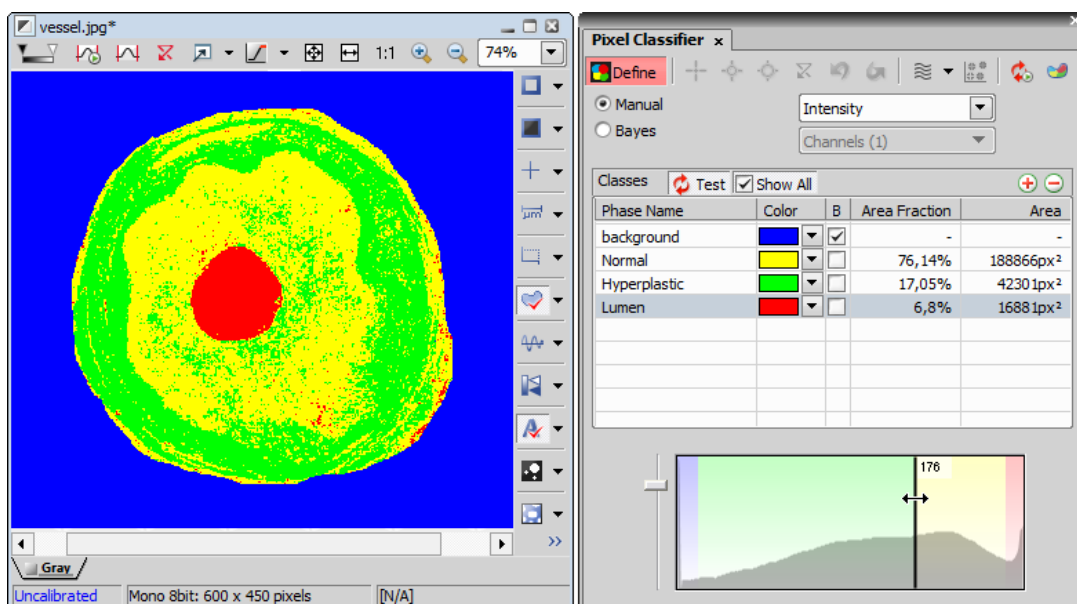 vessel.jpg*
1:1
74%
Gray
Uncalibrated Mono 8bit: 600 x 450 pixels [N/A]
Pixel Classifier x
Define
Manual Intensity
Bayes Channels (1)
Classes Test Show All
Phase Name Color B Area Fraction Area
background - -
Normal 76,14% 188866px²
Hyperplastic 17,05% 42301px²
Lumen 6,8% 16881px²
176